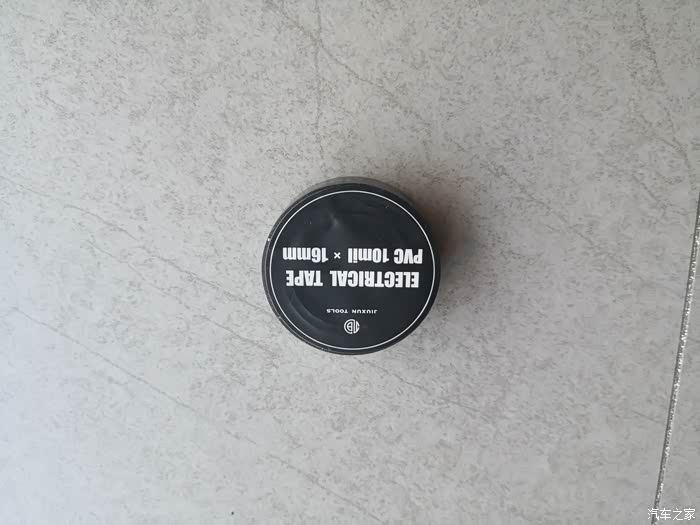 JIUXUN TOOLS
ELECTRICAL TAPE
PVC 10mil × 16mm
汽车之家